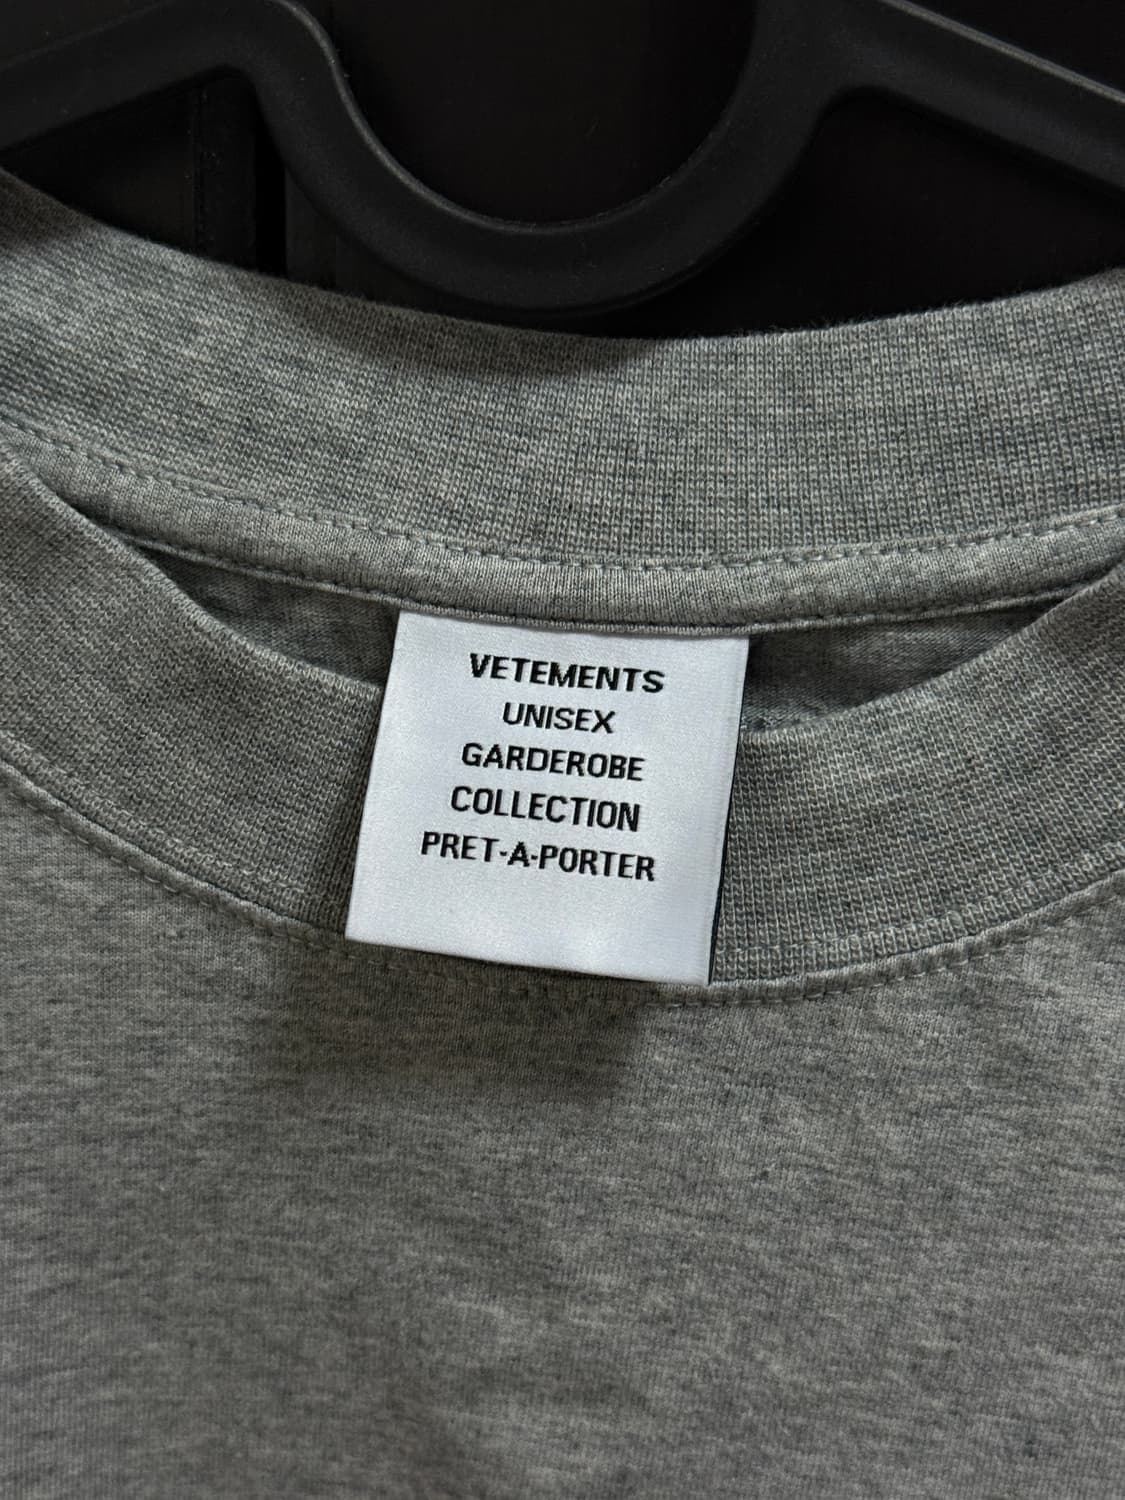 VETEMENTS
UNISEX
GARDEROBE
COLLECTION
PRET-A-PORTER